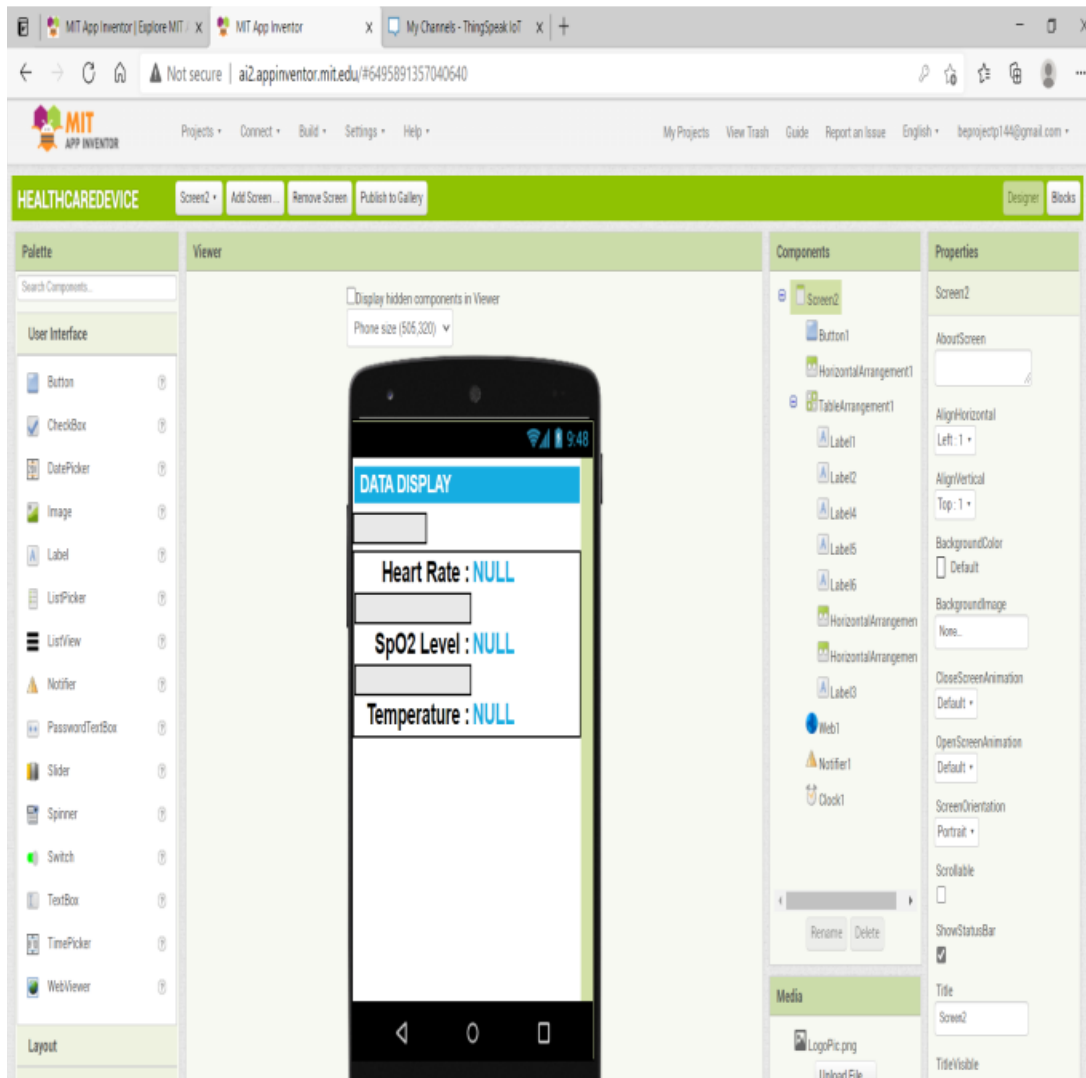 MIT App Inventor | Explore MIT A
MIT App Inventor
My Channels - ThingSpeak IoT
Not secure | ai2.appinventor.mit.edu/#6495891357040640
MIT
APP INVENTOR
Projects Connect Build Settings Help
My Projects View Trash Guide Report an Issue English beprojectp144@gmail.com
HEALTHCAREDEVICE
Screen2 Add Screen... Remove Screen Publish to Gallery
Designer Blocks
Palette
Search Components...
User Interface
Button
CheckBox
DatePicker
Image
Label
ListPicker
ListView
Notifier
PasswordTextBox
Slider
Spinner
Switch
TextBox
TimePicker
WebViewer
Layout
Viewer
Display hidden components in Viewer
Phone size (505,320)
9:48
DATA DISPLAY
Heart Rate : NULL
SpO2 Level : NULL
Temperature : NULL
Components
Screen2
Button1
HorizontalArrangement1
TableArrangement1
Label1
Label2
Label4
Label5
Label6
HorizontalArrangemen
HorizontalArrangemen
Label3
Web1
Notifier1
Clock1
Rename Delete
Media
LogoPic.png
Upload File ...
Properties
Screen2
AboutScreen
AlignHorizontal
Left : 1
AlignVertical
Top : 1
BackgroundColor
Default
BackgroundImage
None...
CloseScreenAnimation
Default
OpenScreenAnimation
Default
ScreenOrientation
Portrait
Scrollable
ShowStatusBar
Title
Screen2
TitleVisible